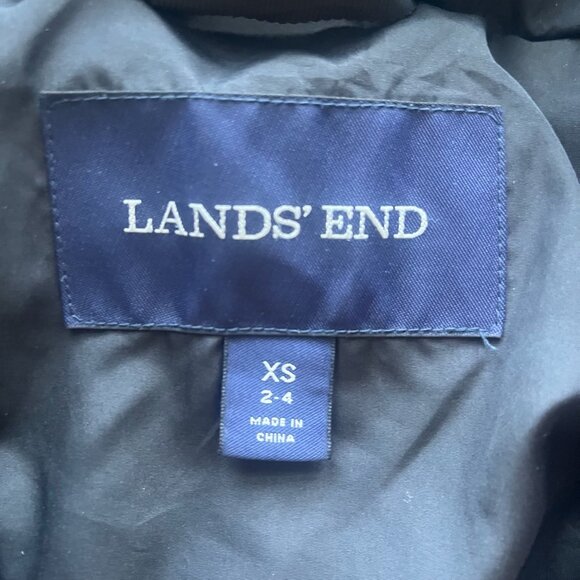 LANDS’ END
XS
2-4
MADE IN
CHINA